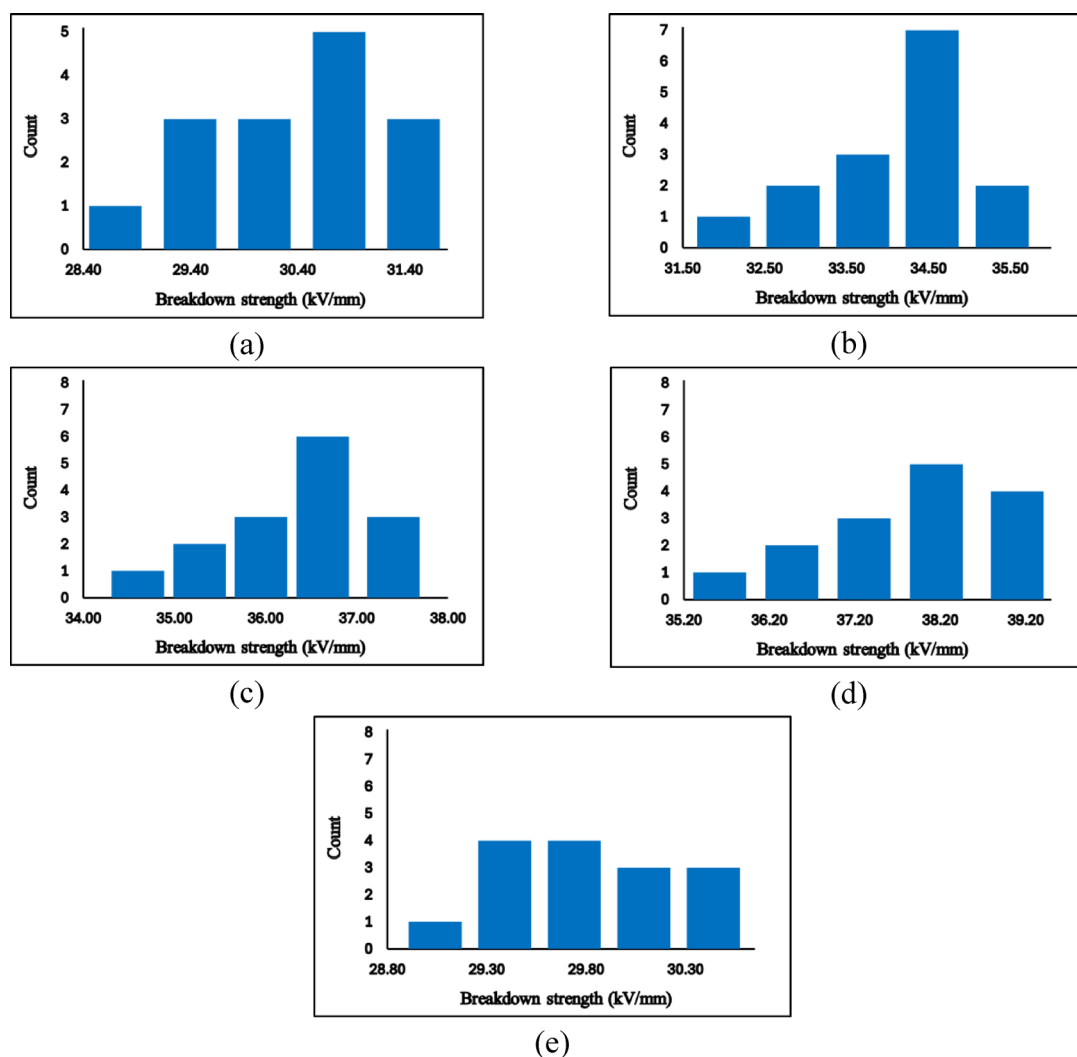 5
4
3
2
1
0
Count
28.40 29.40 30.40 31.40
Breakdown strength (kV/mm)
(a)
7
6
5
4
3
2
1
0
Count
31.50 32.50 33.50 34.50 35.50
Breakdown strength (kV/mm)
(b)
8
7
6
5
4
3
2
1
0
Count
34.00 35.00 36.00 37.00 38.00
Breakdown strength (kV/mm)
(c)
8
7
6
5
4
3
2
1
0
Count
35.20 36.20 37.20 38.20 39.20
Breakdown strength (kV/mm)
(d)
8
7
6
5
4
3
2
1
0
Count
28.80 29.30 29.80 30.30
Breakdown strength (kV/mm)
(e)